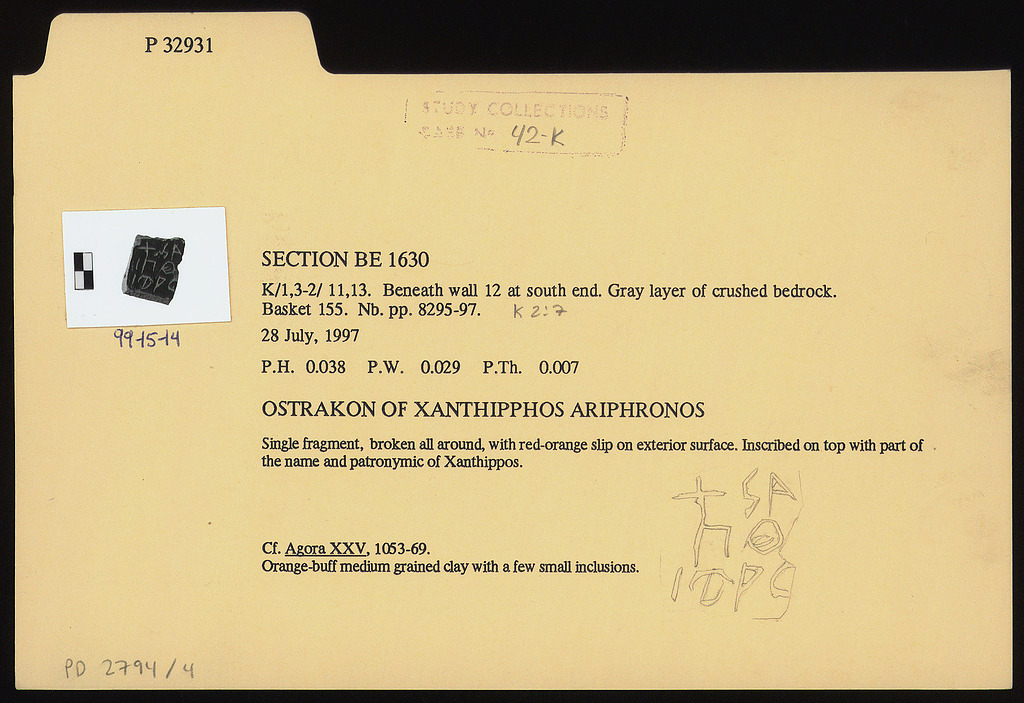 P 32931
STUDY COLLECTIONS
CASE No 42-K
SECTION BE 1630
K/1,3-2/ 11,13. Beneath wall 12 at south end. Gray layer of crushed bedrock.
Basket 155. Nb. pp. 8295-97. K 2:7
99-15-14
28 July, 1997
P.H. 0.038 P.W. 0.029 P.Th. 0.007
OSTRAKON OF XANTHIPPHOS ARIPHRONOS
Single fragment, broken all around, with red-orange slip on exterior surface. Inscribed on top with part of
the name and patronymic of Xanthippos.
Cf. Agora XXV, 1053-69.
Orange-buff medium grained clay with a few small inclusions.
PD 2794/4